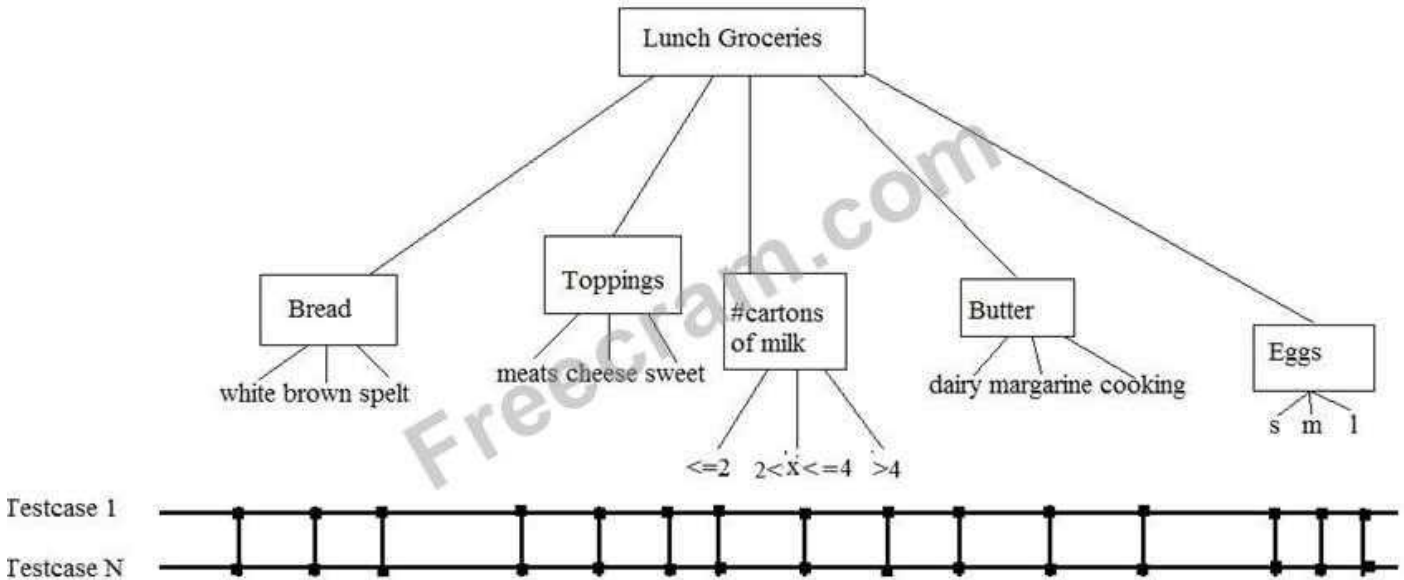 Lunch Groceries
Bread
Toppings
#cartons
of milk
Butter
Eggs
white brown spelt
meats cheese sweet
<=2 2<x<=4 >4
dairy margarine cooking
s m l
Freecram.com
Testcase 1
Testcase N